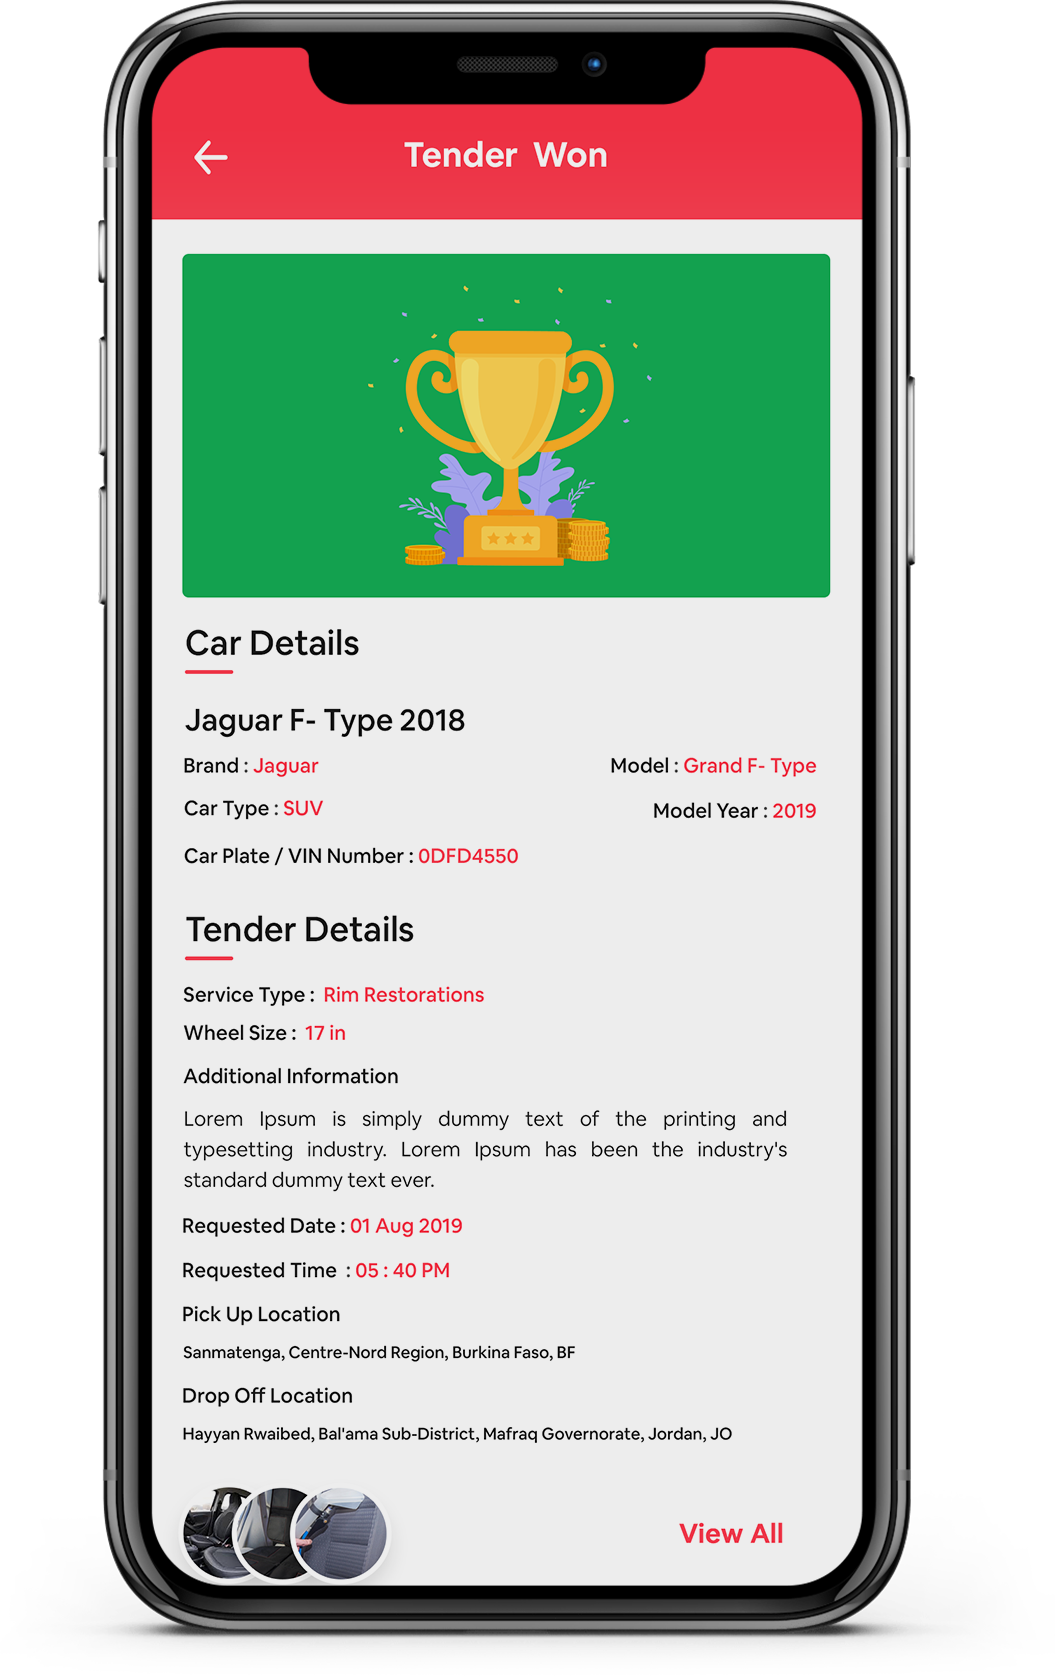 Tender Won
Car Details
Jaguar F- Type 2018
Brand : Jaguar
Model : Grand F- Type
Car Type : SUV
Model Year : 2019
Car Plate / VIN Number : 0DFD4550
Tender Details
Service Type : Rim Restorations
Wheel Size : 17 in
Additional Information
Lorem Ipsum is simply dummy text of the printing and
typesetting industry. Lorem Ipsum has been the industry's
standard dummy text ever.
Requested Date : 01 Aug 2019
Requested Time : 05 : 40 PM
Pick Up Location
Sanmatenga, Centre-Nord Region, Burkina Faso, BF
Drop Off Location
Hayyan Rwaibed, Bal'ama Sub-District, Mafraq Governorate, Jordan, JO
View All